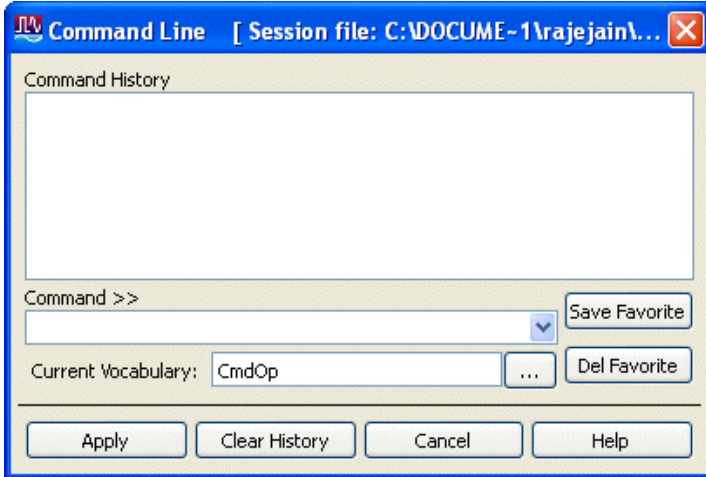 Command Line [ Session file: C:\DOCUME~1\rajejain\...
Command History
Command >>
Save Favorite
Current Vocabulary: CmdOp ... Del Favorite
Apply Clear History Cancel Help